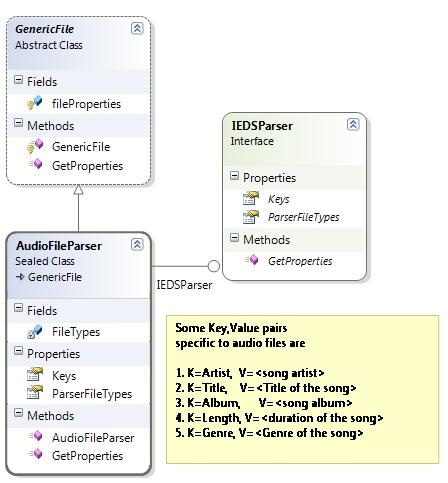 GenericFile
Abstract Class
Fields
fileProperties
Methods
GenericFile
GetProperties
IEDSParser
Interface
Properties
Keys
ParserFileTypes
Methods
GetProperties
AudioFileParser
Sealed Class
→ GenericFile
Fields
FileTypes
Properties
Keys
ParserFileTypes
Methods
AudioFileParser
GetProperties
IEDSParser
Some Key,Value pairs
specific to audio files are
1. K=Artist, V= <song artist>
2. K=Title, V= <Title of the song>
3. K=Album, V= <song album>
4. K=Length, V= <duration of the song>
5. K=Genre, V= <Genre of the song>